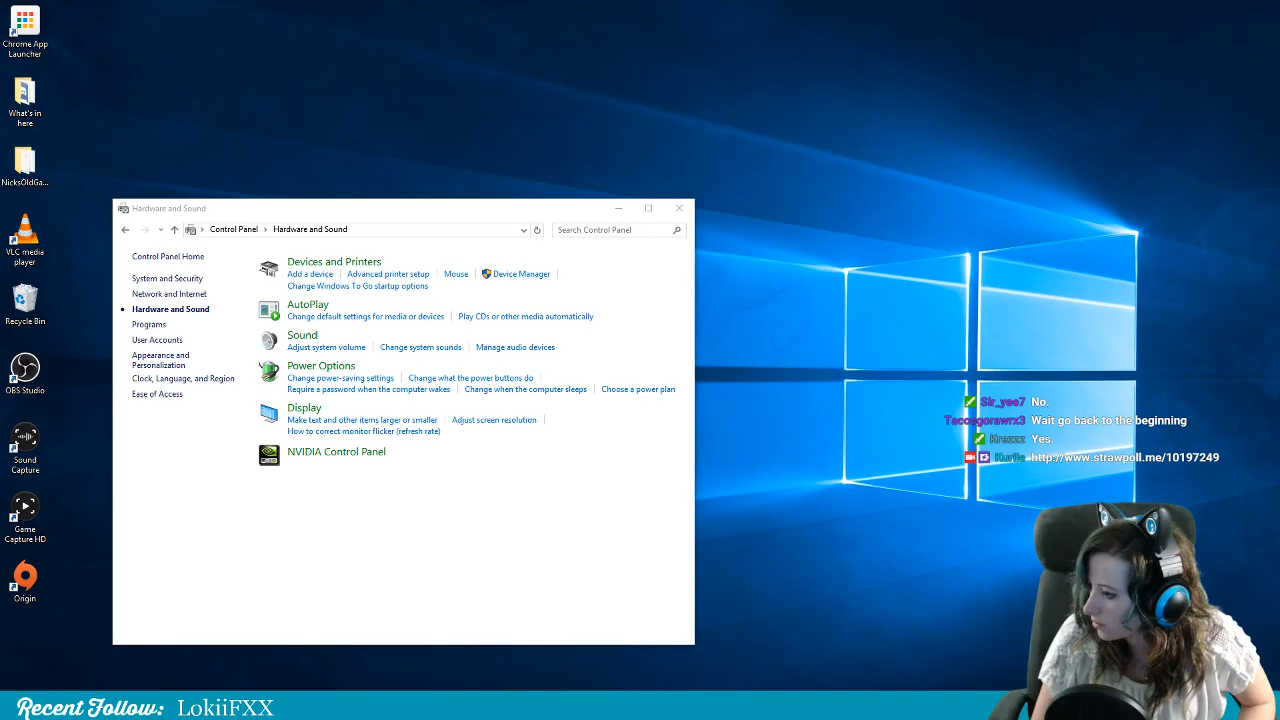 Chrome App
Launcher
What's in
here
NicksOldGa...
VLC media
player
Recycle Bin
OBS Studio
Sound
Capture
Game
Capture HD
Origin
Hardware and Sound
Control Panel > Hardware and Sound
Search Control Panel
Control Panel Home
System and Security
Network and Internet
Hardware and Sound
Programs
User Accounts
Appearance and
Personalization
Clock, Language, and Region
Ease of Access
Devices and Printers
Add a device Advanced printer setup Mouse Device Manager
Change Windows To Go startup options
AutoPlay
Change default settings for media or devices Play CDs or other media automatically
Sound
Adjust system volume Change system sounds Manage audio devices
Power Options
Change power-saving settings Change what the power buttons do
Require a password when the computer wakes Change when the computer sleeps Choose a power plan
Display
Make text and other items larger or smaller Adjust screen resolution
How to correct monitor flicker (refresh rate)
NVIDIA Control Panel
Sir_yee7 No.
Tacosgorawrx3 Wait go back to the beginning
Krezzz Yes.
http://www.strawpoll.me/10197249
Recent Follow: LokiiFXX